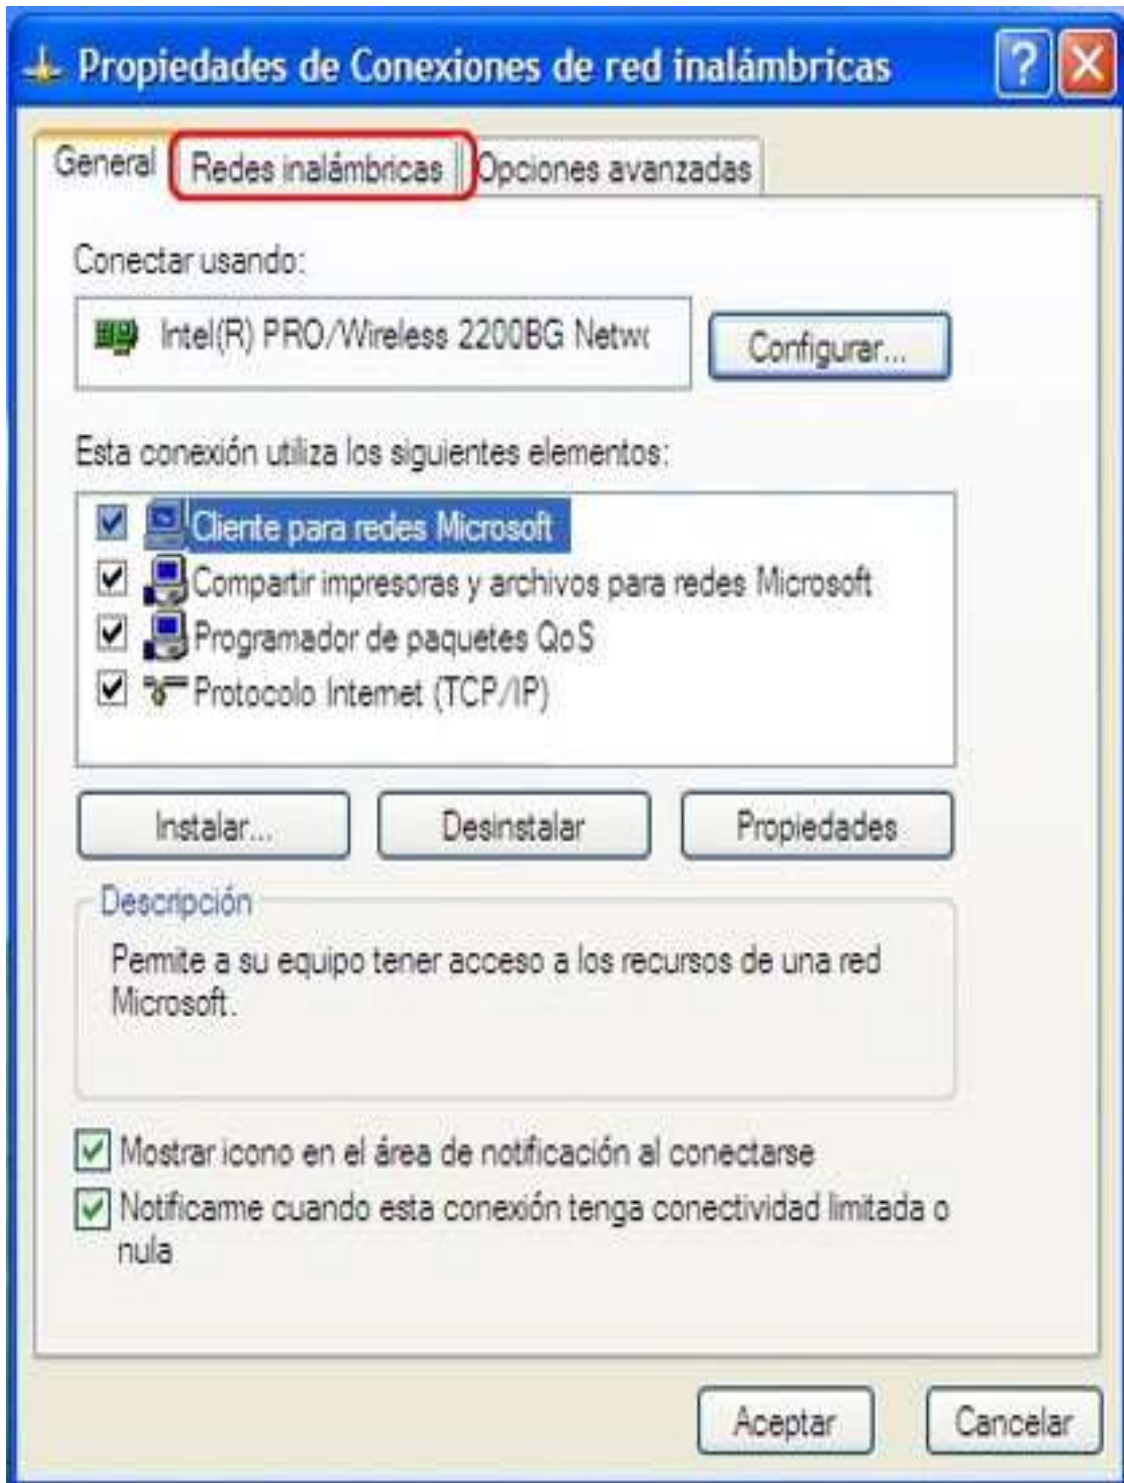 Propiedades de Conexiones de red inalámbricas
General Redes inalámbricas Opciones avanzadas
Conectar usando:
Intel(R) PRO/Wireless 2200BG Netwo
Configurar...
Esta conexión utiliza los siguientes elementos:
Cliente para redes Microsoft
Compartir impresoras y archivos para redes Microsoft
Programador de paquetes QoS
Protocolo Internet (TCP/IP)
Instalar... Desinstalar Propiedades
Descripción
Permite a su equipo tener acceso a los recursos de una red
Microsoft.
Mostrar icono en el área de notificación al conectarse
Notificarme cuando esta conexión tenga conectividad limitada o
nula
Aceptar Cancelar